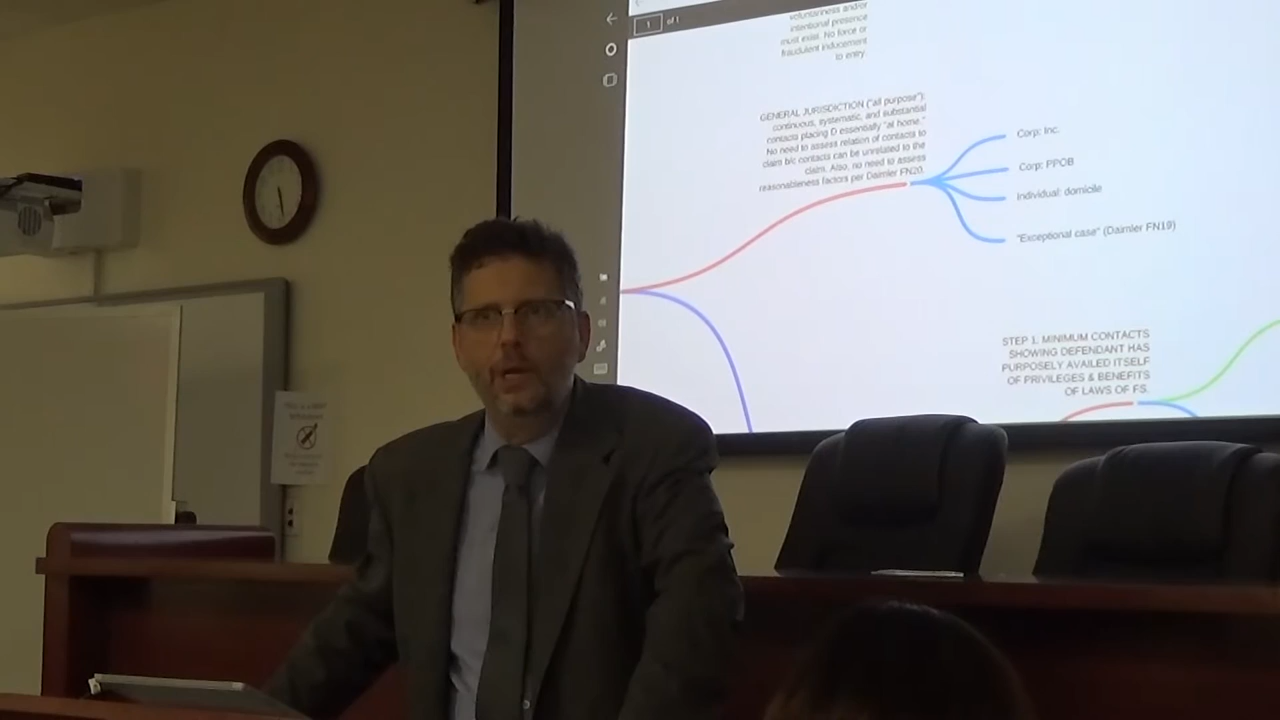 1 of 1
voluntariness and/or
intentional presence
must exist. No force or
fraudulent inducement
to entry.
GENERAL JURISDICTION ("all purpose"):
continuous, systematic, and substantial
contacts placing D essentially "at home."
No need to assess relation of contacts to
claim b/c contacts can be unrelated to the
claim. Also, no need to assess
reasonableness factors per Daimler FN20.
Corp: Inc.
Corp: PPOB
Individual: domicile
"Exceptional case" (Daimler FN19)
STEP 1. MINIMUM CONTACTS
SHOWING DEFENDANT HAS
PURPOSELY AVAILED ITSELF
OF PRIVILEGES & BENEFITS
OF LAWS OF FS.